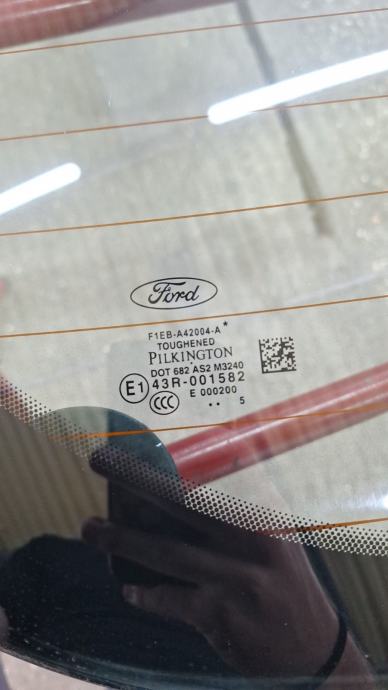 Ford
F1EB-A42004-A*
TOUGHENED
PILKINGTON
DOT 682 AS2 M3240
E1 43R-001582
CCC E 000200
.. 5